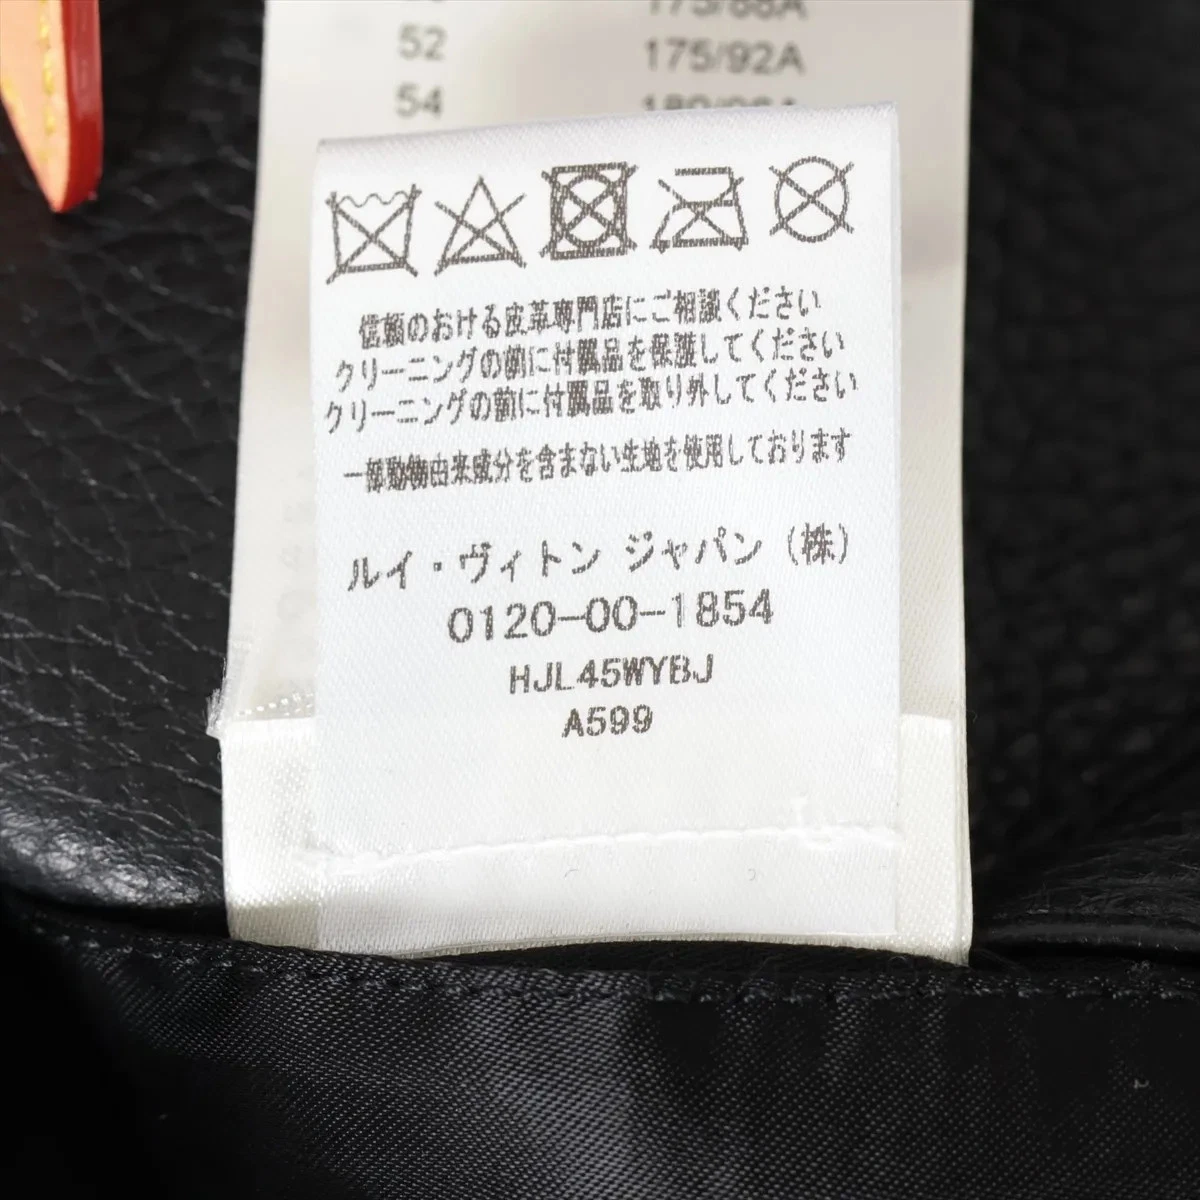 52 175/92A
54
信頼のおける皮革専門店にご相談ください
クリーニングの前に付属品を保護してください
クリーニングの前に付属品を取り外してください
一部動物由来成分を含まない生地を使用しております
ルイ・ヴィトン ジャパン（株）
0120-00-1854
HJL45WYBJ
A599